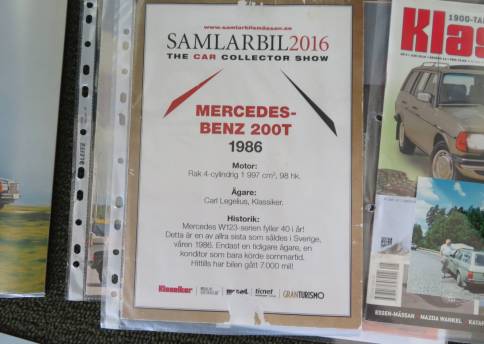 www.samlarbilsmässan.se
SAMLARBIL2016
THE CAR COLLECTOR SHOW
MERCEDES-
BENZ 200T
1986
Motor:
Rak 4-cylindrig 1 997 cm³, 98 hk.
Ägare:
Carl Legelius, Klassiker.
Historik:
Mercedes W123-serien fyller 40 i år!
Detta är en av allra sista som såldes i Sverige,
våren 1986. Endast en tidigare ägare, en
konditor som bara körde sommartid.
Hittills har bilen gått 7.000 mil!
Klassiker
ticnet
GRANTURISMO
1900-TA
Klas
ESSEN-MÄSSAN
MAZDA WANKEL
KATA